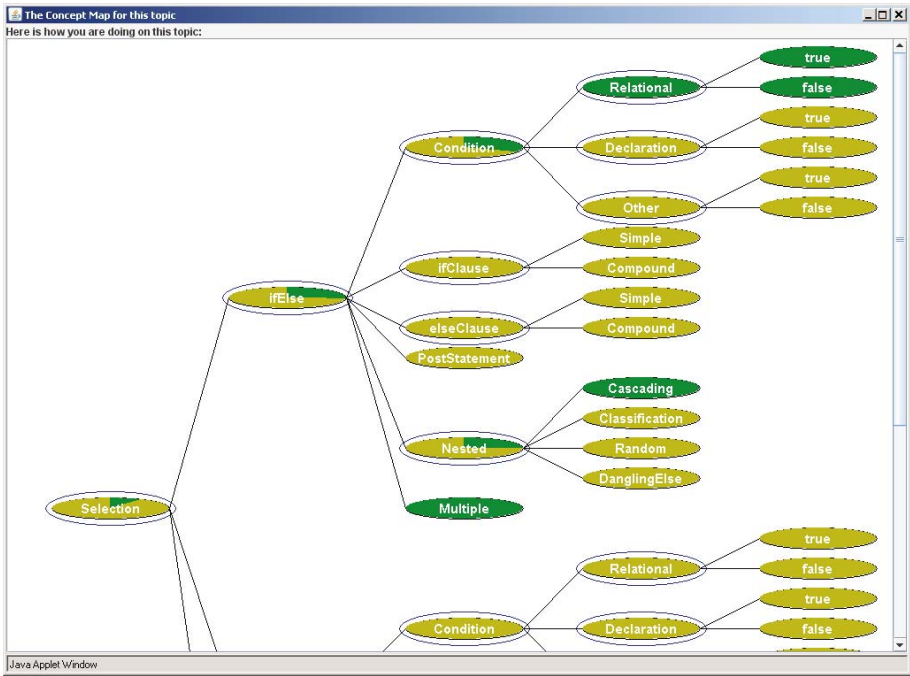 The Concept Map for this topic
Here is how you are doing on this topic:
true
Relational
false
true
Condition
Declaration
false
true
Other
false
Simple
ifClause
Compound
ifElse
Simple
elseClause
Compound
PostStatement
Cascading
Classification
Nested
Random
DanglingElse
Selection
Multiple
true
Relational
false
true
Condition
Declaration
false
Java Applet Window